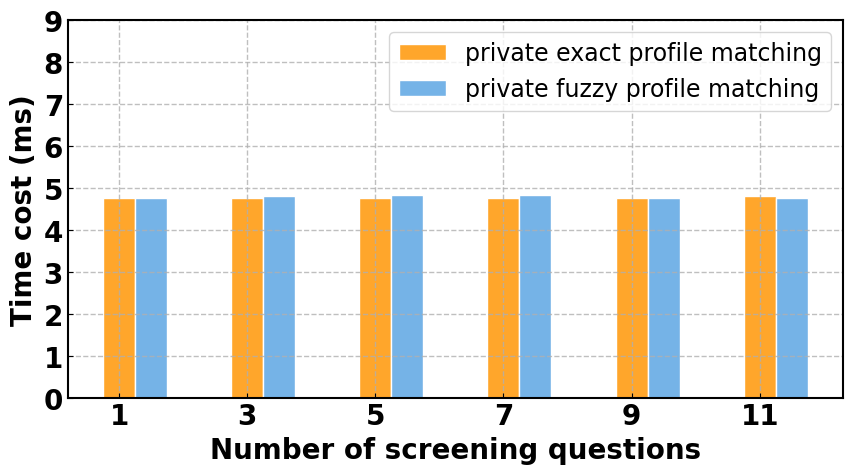 9
8
7
6
5
4
3
2
1
0
Time cost (ms)
private exact profile matching
private fuzzy profile matching
1 3 5 7 9 11
Number of screening questions